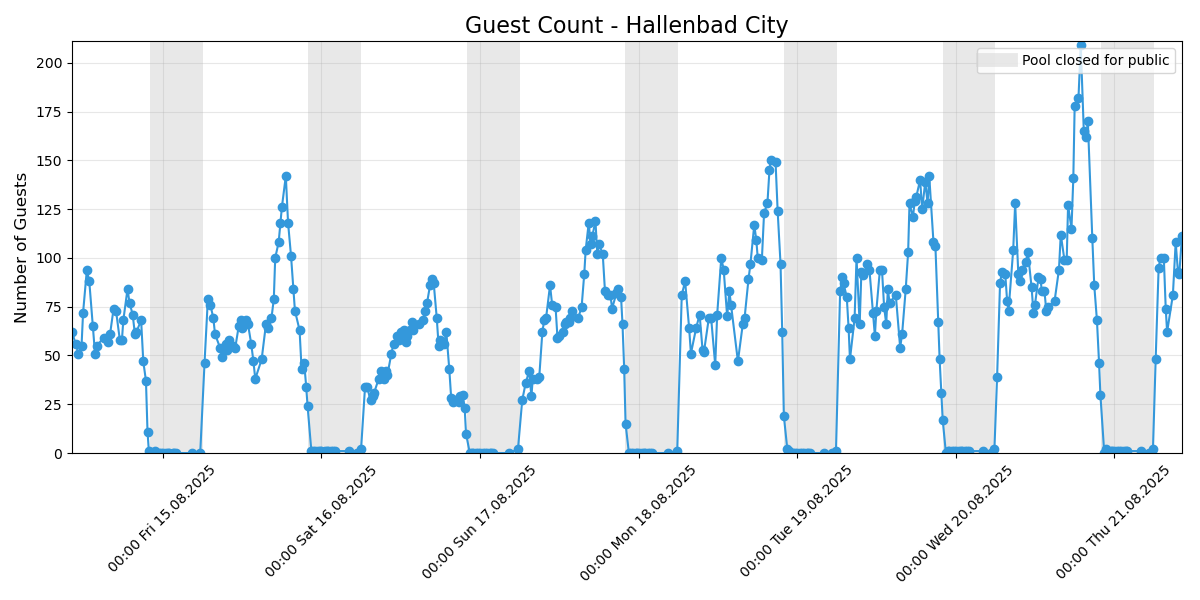 Guest Count - Hallenbad City
Pool closed for public
Number of Guests
200
175
150
125
100
75
50
25
0
00:00 Fri 15.08.2025
00:00 Sat 16.08.2025
00:00 Sun 17.08.2025
00:00 Mon 18.08.2025
00:00 Tue 19.08.2025
00:00 Wed 20.08.2025
00:00 Thu 21.08.2025